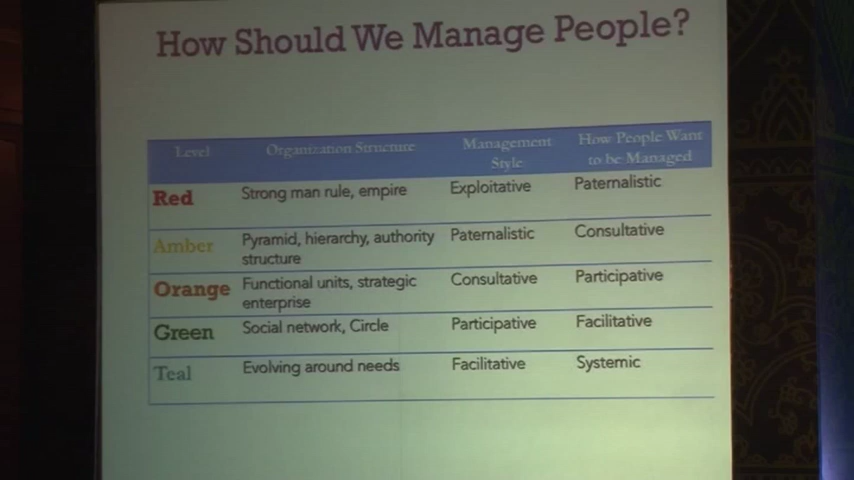 How Should We Manage People?
Level Organization Structure Management Style How People Want to be Managed
Red Strong man rule, empire Exploitative Paternalistic
Amber Pyramid, hierarchy, authority structure Paternalistic Consultative
Orange Functional units, strategic enterprise Consultative Participative
Green Social network, Circle Participative Facilitative
Teal Evolving around needs Facilitative Systemic